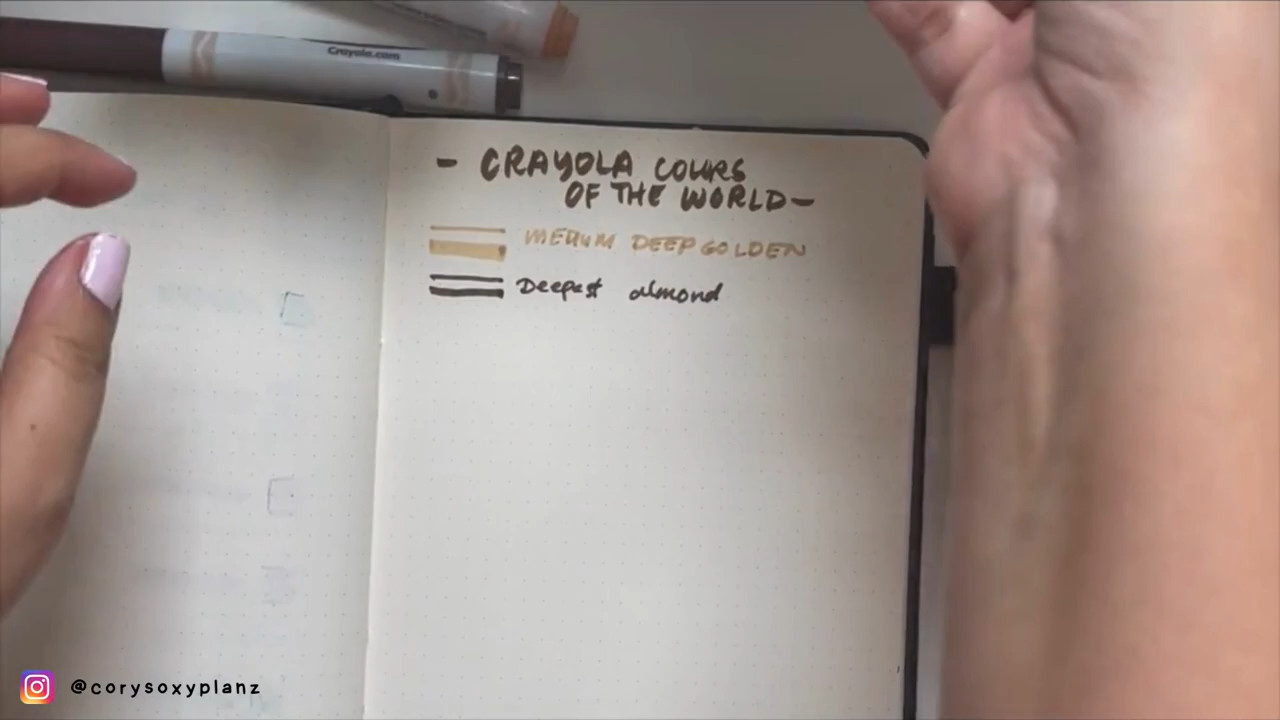 Crayola.com
- CRAYOLA COLORS
OF THE WORLD-
MEDIUM DEEP GOLDEN
Deepest almond
@corysoxyplanz